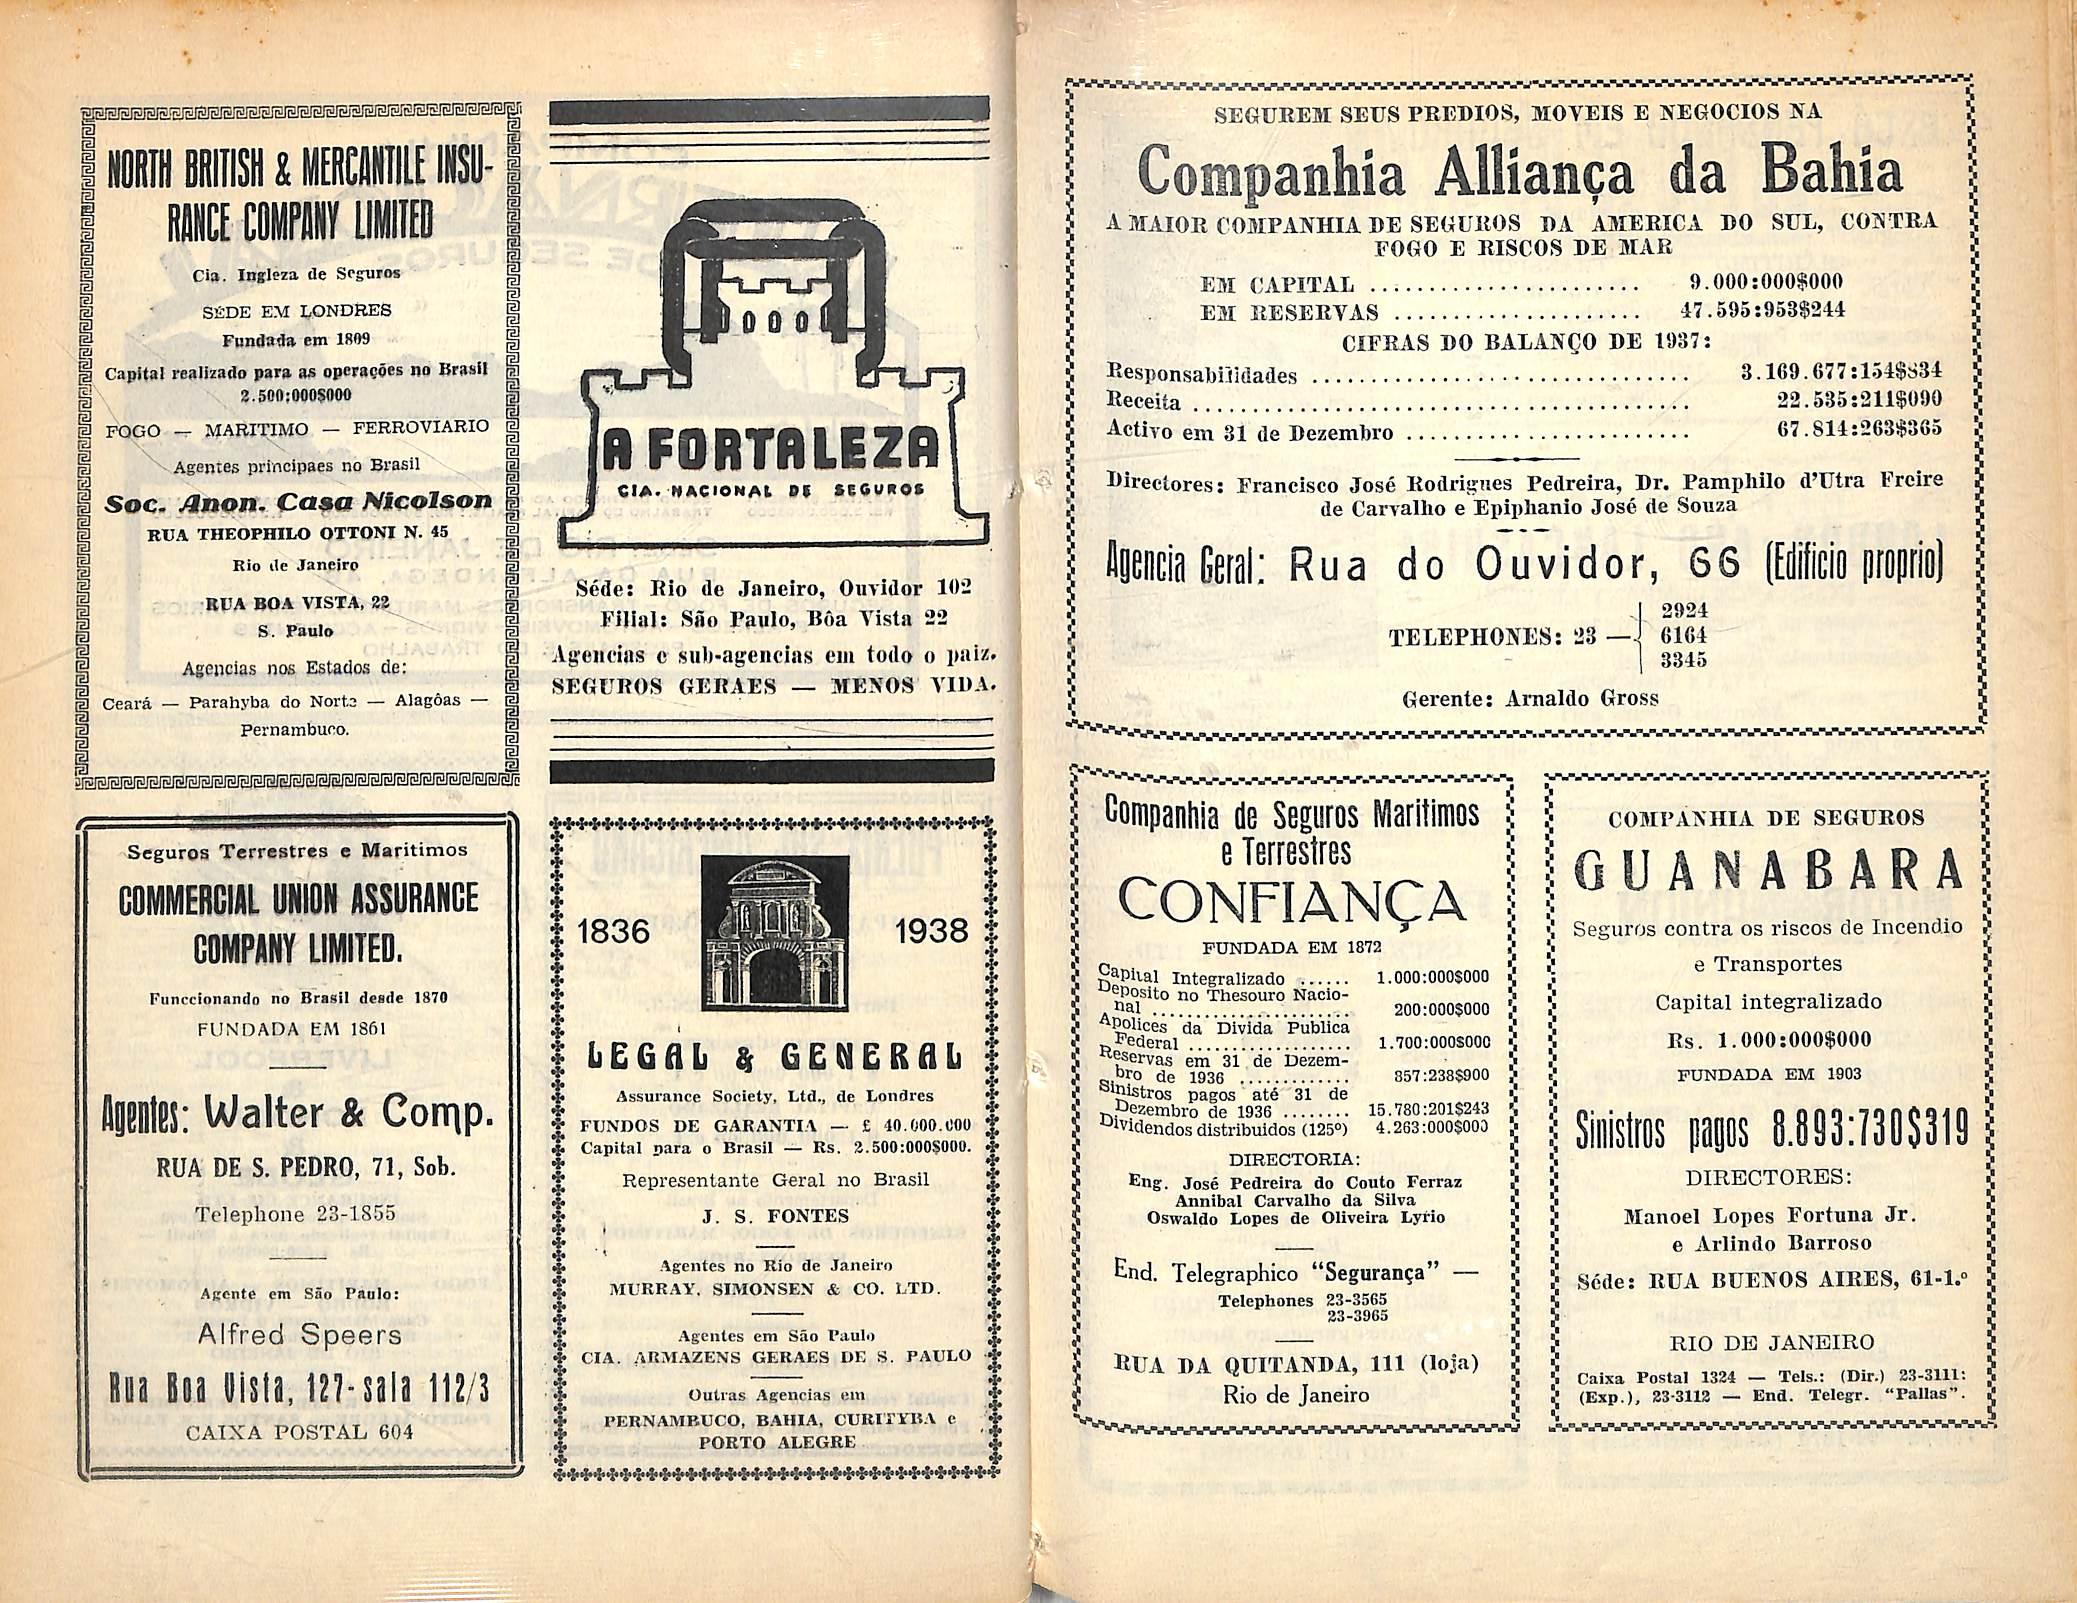 NORTH BRITISH & MERCANTILE INSU-
RANCE COMPANY LIMITED
Cia. Ingleza de Seguros
SÉDE EM LONDRES
Fundada em 1809
Capital realizado para as operações no Brasil
2.500:000$000
FOGO — MARITIMO — FERROVIARIO
Agentes principaes no Brasil
Soc. Anon. Casa Nicolson
RUA THEOPHILO OTTONI N. 45
Rio de Janeiro
RUA BOA VISTA, 22
S. Paulo
Agencias nos Estados de:
Ceará — Parahyba do Norte — Alagôas —
Pernambuco.
A FORTALEZA
CIA. NACIONAL DE SEGUROS
Séde: Rio de Janeiro, Ouvidor 102
Filial: São Paulo, Bôa Vista 22
Agencias e sub-agencias em todo o paiz.
SEGUROS GERAES — MENOS VIDA.
Seguros Terrestres e Maritimos
COMMERCIAL UNION ASSURANCE
COMPANY LIMITED.
Funccionando no Brasil desde 1870
FUNDADA EM 1861
Agentes: Walter & Comp.
RUA DE S. PEDRO, 71, Sob.
Telephone 23-1855
Agente em São Paulo:
Alfred Speers
Rua Boa Vista, 127-sala 112/3
CAIXA POSTAL 604
1836 1938
LEGAL & GENERAL
Assurance Society, Ltd., de Londres
FUNDOS DE GARANTIA — £ 40.000.000
Capital para o Brasil — Rs. 2.500:000$000.
Representante Geral no Brasil
J. S. FONTES
Agentes no Rio de Janeiro
MURRAY, SIMONSEN & CO. LTD.
Agentes em São Paulo
CIA. ARMAZENS GERAES DE S. PAULO
Outras Agencias em
PERNAMBUCO, BAHIA, CURITYBA e
PORTO ALEGRE
SEGUREM SEUS PREDIOS, MOVEIS E NEGOCIOS NA
Companhia Alliança da Bahia
A MAIOR COMPANHIA DE SEGUROS DA AMERICA DO SUL, CONTRA
FOGO E RISCOS DE MAR
EM CAPITAL ....................... 9.000:000$000
EM RESERVAS ..................... 47.595:953$244
CIFRAS DO BALANÇO DE 1937:
Responsabilidades ................................ 3.169.677:154$834
Receita .......................................... 22.535:211$090
Activo em 31 de Dezembro ........................ 67.814:263$365
Directores: Francisco José Rodrigues Pedreira, Dr. Pamphilo d'Utra Freire
de Carvalho e Epiphanio José de Souza
Agencia Geral: Rua do Ouvidor, 66 (Edificio proprio)
2924
TELEPHONES: 23 — 6164
3345
Gerente: Arnaldo Gross
Companhia de Seguros Maritimos
e Terrestres
CONFIANÇA
FUNDADA EM 1872
Capital Integralizado ...... 1.000:000$000
Deposito no Thesouro Nacio-
nal ....................... 200:000$000
Apolices da Divida Publica
Federal ................... 1.700:000$000
Reservas em 31 de Dezem-
bro de 1936 ............. 857:238$900
Sinistros pagos até 31 de
Dezembro de 1936 ........ 15.780:201$243
Dividendos distribuidos (125º) 4.263:000$000
DIRECTORIA:
Eng. José Pedreira do Couto Ferraz
Annibal Carvalho da Silva
Oswaldo Lopes de Oliveira Lyrio
End. Telegraphico "Segurança" —
Telephones 23-3565
23-3965
RUA DA QUITANDA, 111 (loja)
Rio de Janeiro
COMPANHIA DE SEGUROS
GUANABARA
Seguros contra os riscos de Incendio
e Transportes
Capital integralizado
Rs. 1.000:000$000
FUNDADA EM 1903
Sinistros pagos 8.893:730$319
DIRECTORES:
Manoel Lopes Fortuna Jr.
e Arlindo Barroso
Séde: RUA BUENOS AIRES, 61-1.º
RIO DE JANEIRO
Caixa Postal 1324 — Tels.: (Dir.) 23-3111:
(Exp.), 23-3112 — End. Telegr. "Pallas".